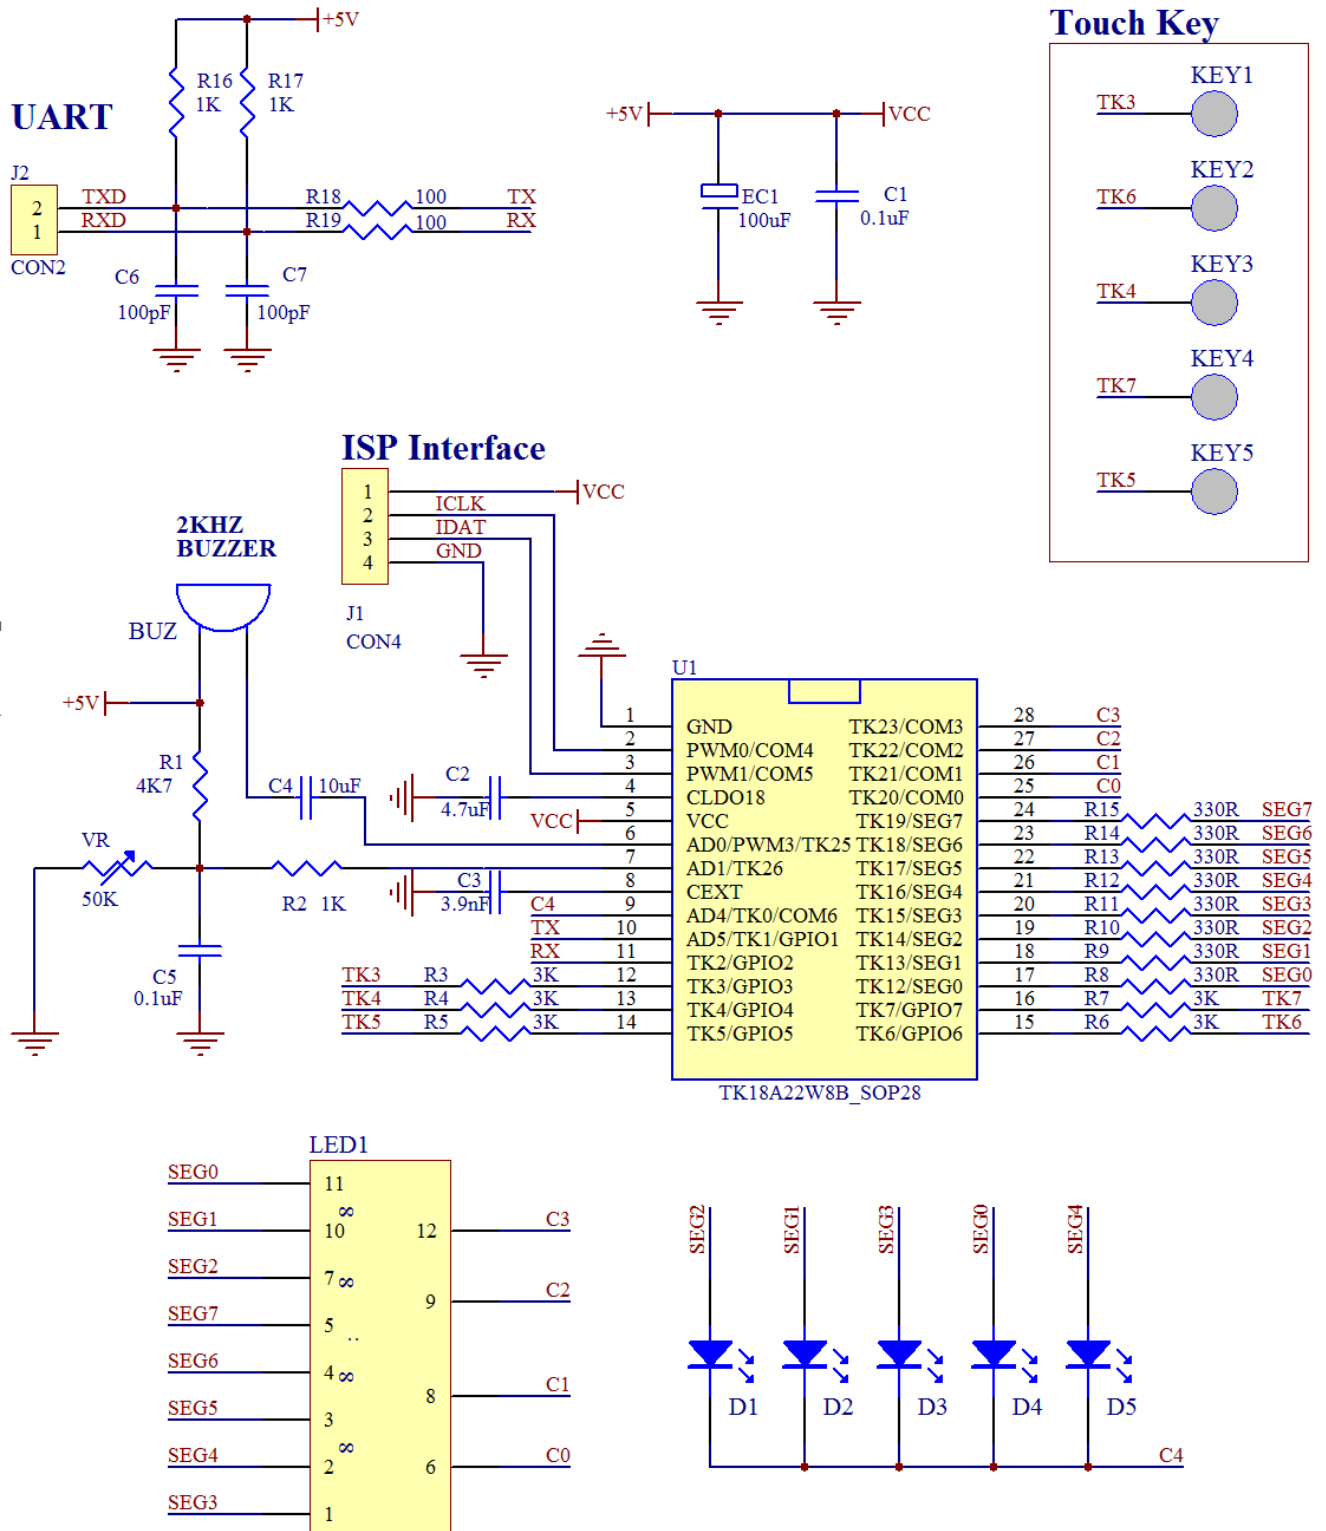 +5V
R16
1K
R17
1K
UART
J2
2
1
CON2
TXD
RXD
R18
100
TX
R19
100
RX
C6
100pF
C7
100pF
+5V
VCC
EC1
100uF
C1
0.1uF
Touch Key
KEY1
TK3
KEY2
TK6
KEY3
TK4
KEY4
TK7
KEY5
TK5
ISP Interface
1
2
3
4
VCC
ICLK
IDAT
GND
J1
CON4
2KHZ
BUZZER
BUZ
+5V
R1
4K7
C4
10uF
VR
50K
R2 1K
C5
0.1uF
C2
4.7uF
VCC
C3
3.9nF
C4
TX
RX
TK3 R3 3K
TK4 R4 3K
TK5 R5 3K
U1
1 GND
2 PWM0/COM4
3 PWM1/COM5
4 CLDO18
5 VCC
6 AD0/PWM3/TK25
7 AD1/TK26
8 CEXT
9 AD4/TK0/COM6
10 AD5/TK1/GPIO1
11 TK2/GPIO2
12 TK3/GPIO3
13 TK4/GPIO4
14 TK5/GPIO5
TK23/COM3 28 C3
TK22/COM2 27 C2
TK21/COM1 26 C1
TK20/COM0 25 C0
TK19/SEG7 24 R15 330R SEG7
TK18/SEG6 23 R14 330R SEG6
TK17/SEG5 22 R13 330R SEG5
TK16/SEG4 21 R12 330R SEG4
TK15/SEG3 20 R11 330R SEG3
TK14/SEG2 19 R10 330R SEG2
TK13/SEG1 18 R9 330R SEG1
TK12/SEG0 17 R8 330R SEG0
TK7/GPIO7 16 R7 3K TK7
TK6/GPIO6 15 R6 3K TK6
TK18A22W8B_SOP28
LED1
SEG0 11
SEG1 10
SEG2 7
SEG7 5
SEG6 4
SEG5 3
SEG4 2
SEG3 1
8
8
:
8
8
12 C3
9 C2
8 C1
6 C0
SEG2
SEG1
SEG3
SEG0
SEG4
D1
D2
D3
D4
D5
C4